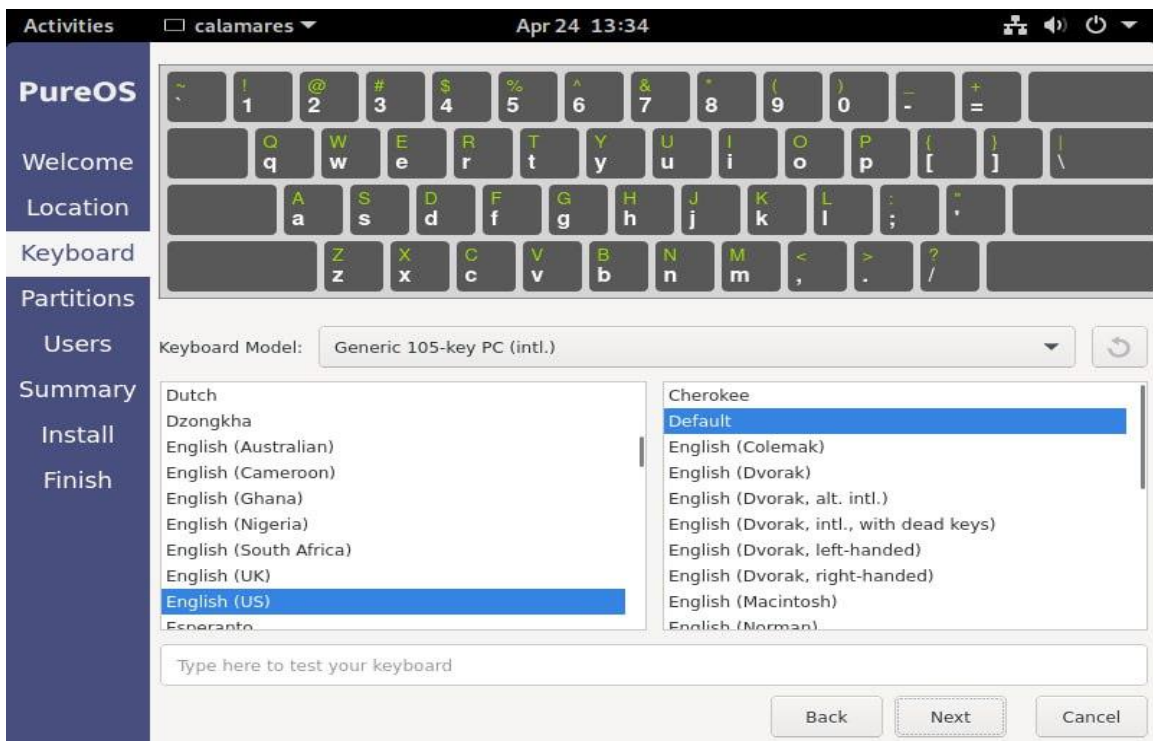 Activities calamares Apr 24 13:34
PureOS
Welcome
Location
Keyboard
Partitions
Users
Summary
Install
Finish
~ ! @ # $ % ^ & * ( ) _ +
` 1 2 3 4 5 6 7 8 9 0 - =
Q W E R T Y U I O P { } |
q w e r t y u i o p [ ] \
A S D F G H J K L : "
a s d f g h j k l ; '
Z X C V B N M < > ?
z x c v b n m , . /
Keyboard Model: Generic 105-key PC (intl.)
Dutch
Dzongkha
English (Australian)
English (Cameroon)
English (Ghana)
English (Nigeria)
English (South Africa)
English (UK)
English (US)
Esperanto
Cherokee
Default
English (Colemak)
English (Dvorak)
English (Dvorak, alt. intl.)
English (Dvorak, intl., with dead keys)
English (Dvorak, left-handed)
English (Dvorak, right-handed)
English (Macintosh)
English (Norman)
Type here to test your keyboard
Back Next Cancel